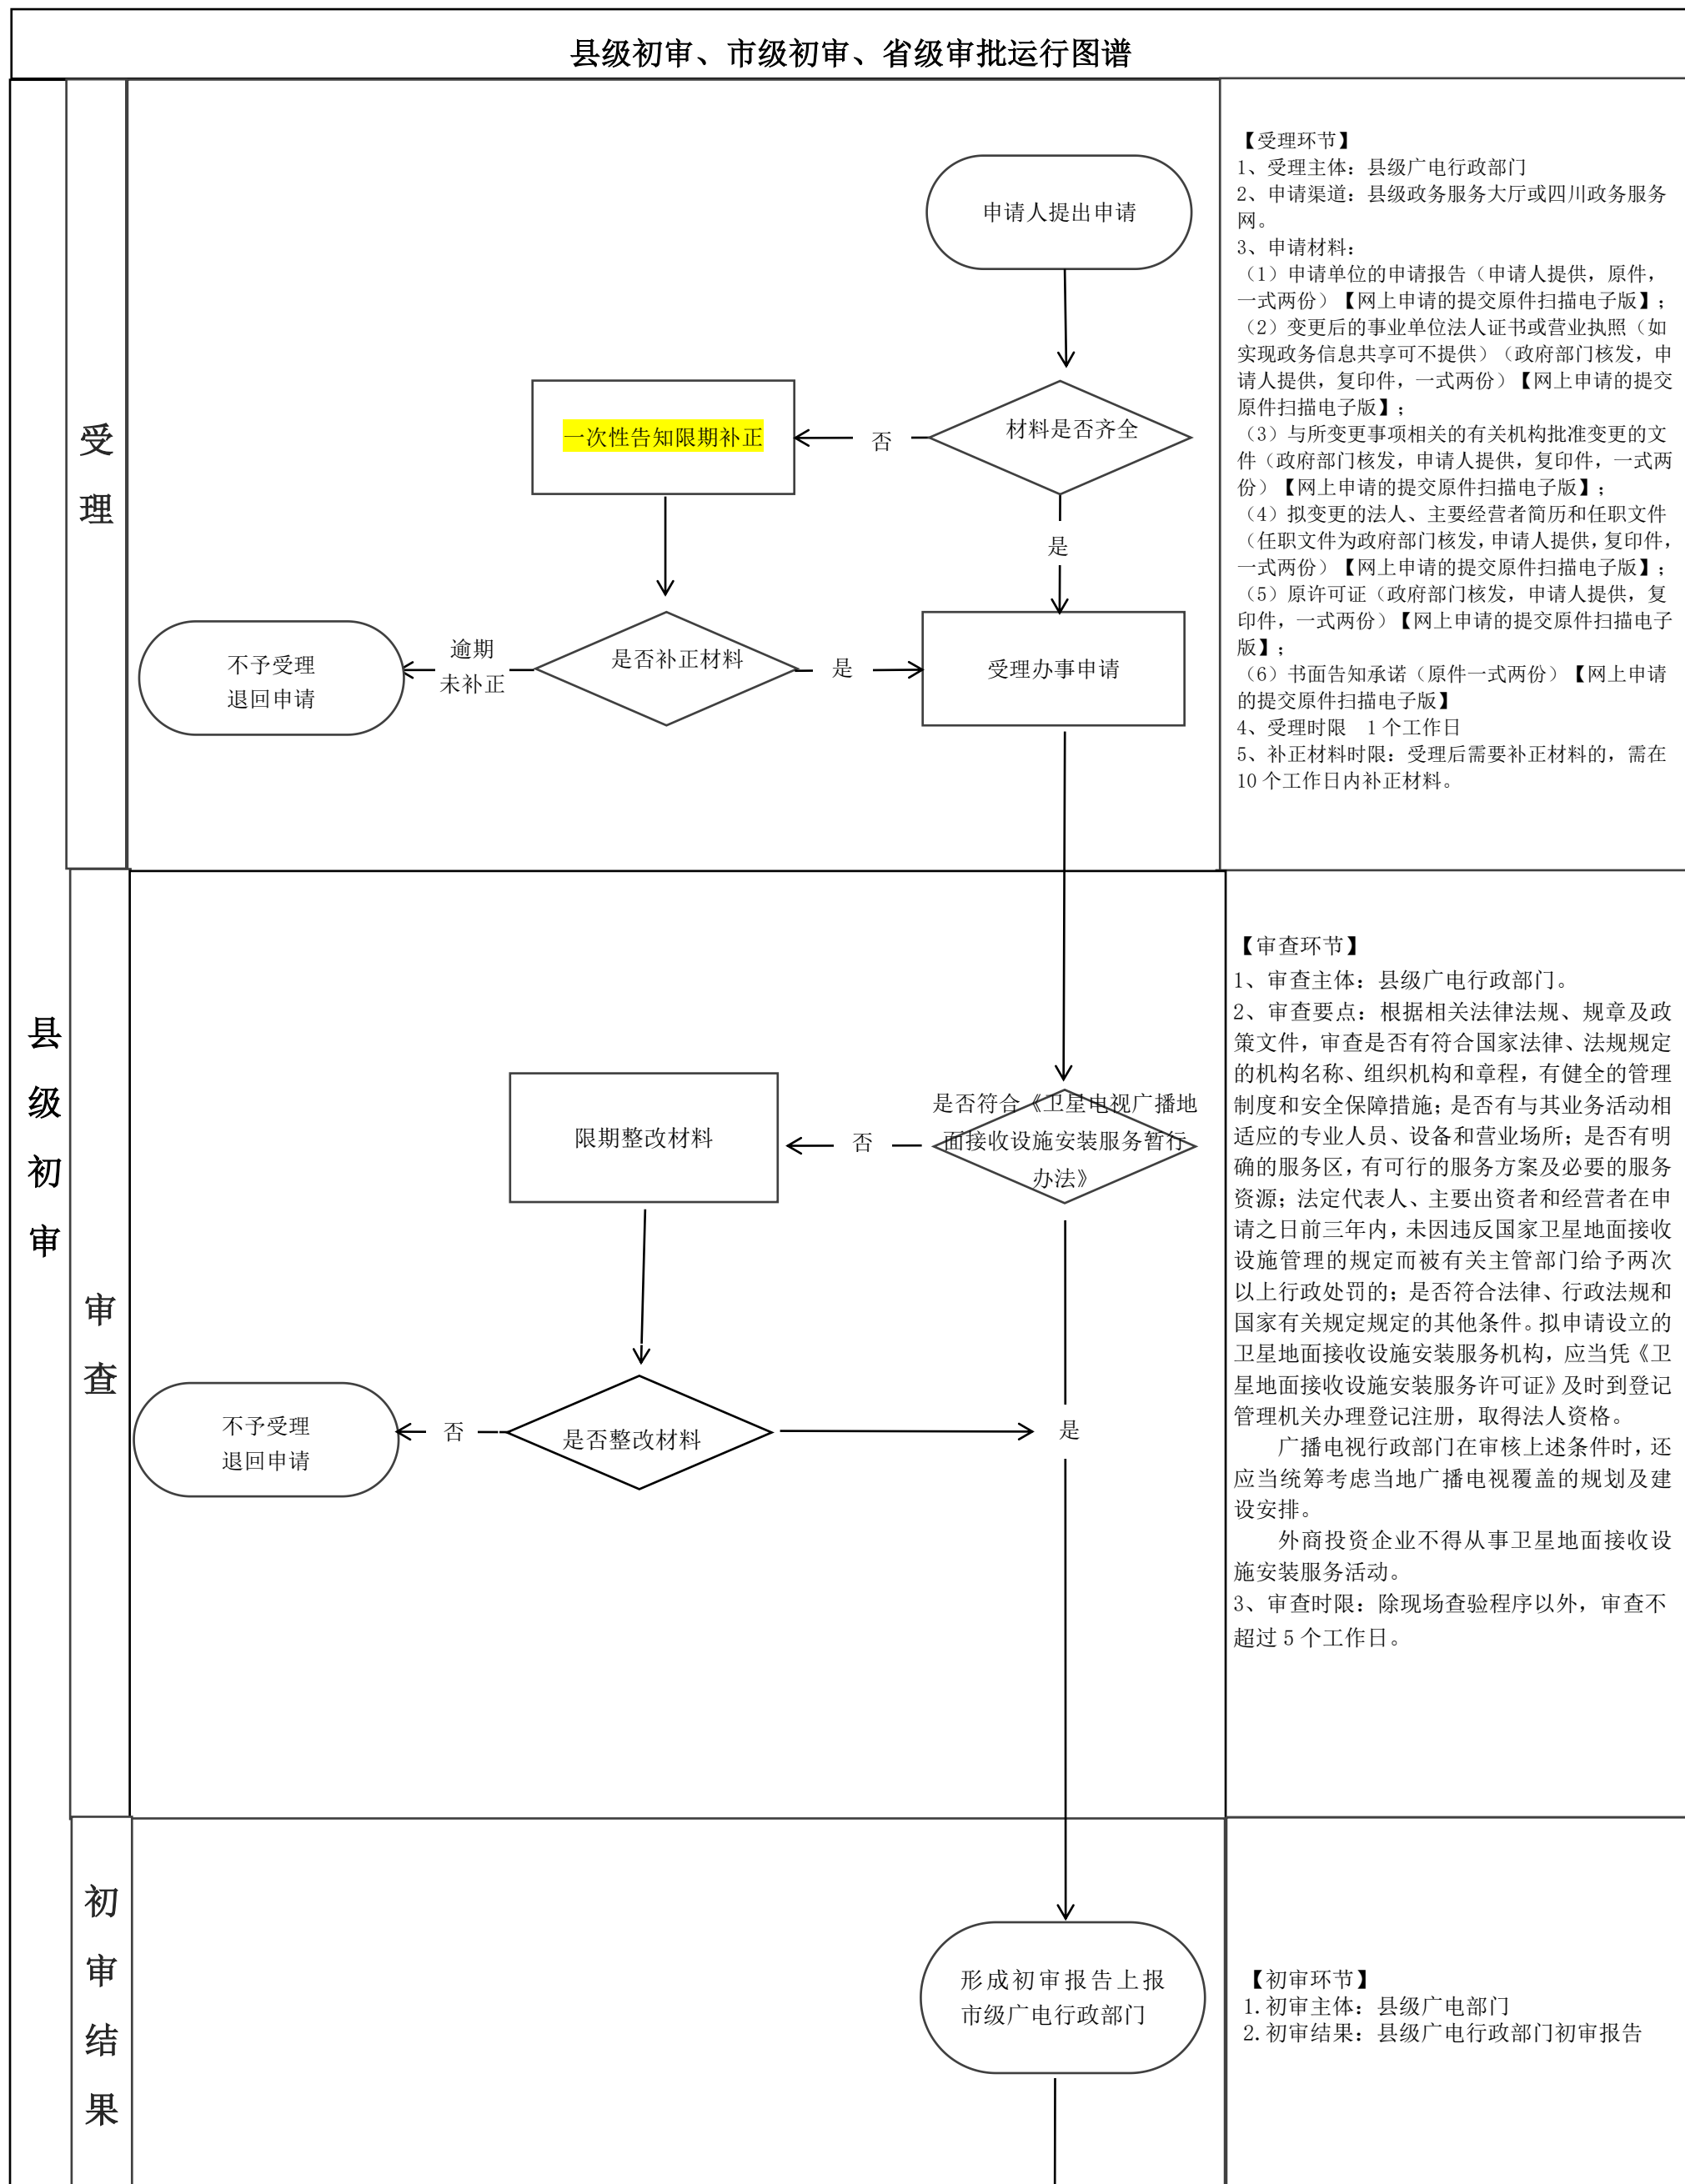 县级初审、市级初审、省级审批运行图谱
县级初审
受理
申请人提出申请
材料是否齐全
否
一次性告知限期补正
是
是否补正材料
逾期
未补正
不予受理
退回申请
是
受理办事申请
【受理环节】
1、受理主体：县级广电行政部门
2、申请渠道：县级政务服务大厅或四川政务服务
网。
3、申请材料：
（1）申请单位的申请报告（申请人提供，原件，
一式两份）【网上申请的提交原件扫描电子版】；
（2）变更后的事业单位法人证书或营业执照（如
实现政务信息共享可不提供）（政府部门核发，申
请人提供，复印件，一式两份）【网上申请的提交
原件扫描电子版】；
（3）与所变更事项相关的有关机构批准变更的文
件（政府部门核发，申请人提供，复印件，一式两
份）【网上申请的提交原件扫描电子版】；
（4）拟变更的法人、主要经营者简历和任职文件
（任职文件为政府部门核发，申请人提供，复印件，
一式两份）【网上申请的提交原件扫描电子版】；
（5）原许可证（政府部门核发，申请人提供，复
印件，一式两份）【网上申请的提交原件扫描电子
版】；
（6）书面告知承诺（原件一式两份）【网上申请
的提交原件扫描电子版】
4、受理时限　1 个工作日
5、补正材料时限：受理后需要补正材料的，需在
10 个工作日内补正材料。
审查
是否符合《卫星电视广播地
面接收设施安装服务暂行
办法》
否
限期整改材料
是否整改材料
否
不予受理
退回申请
是
【审查环节】
1、审查主体：县级广电行政部门。
2、审查要点：根据相关法律法规、规章及政
策文件，审查是否有符合国家法律、法规规定
的机构名称、组织机构和章程，有健全的管理
制度和安全保障措施；是否有与其业务活动相
适应的专业人员、设备和营业场所；是否有明
确的服务区，有可行的服务方案及必要的服务
资源；法定代表人、主要出资者和经营者在申
请之日前三年内，未因违反国家卫星地面接收
设施管理的规定而被有关主管部门给予两次
以上行政处罚的；是否符合法律、行政法规和
国家有关规定规定的其他条件。拟申请设立的
卫星地面接收设施安装服务机构，应当凭《卫
星地面接收设施安装服务许可证》及时到登记
管理机关办理登记注册，取得法人资格。
广播电视行政部门在审核上述条件时，还
应当统筹考虑当地广播电视覆盖的规划及建
设安排。
外商投资企业不得从事卫星地面接收设
施安装服务活动。
3、审查时限：除现场查验程序以外，审查不
超过 5 个工作日。
初审结果
形成初审报告上报
市级广电行政部门
【初审环节】
1.初审主体：县级广电部门
2.初审结果：县级广电行政部门初审报告